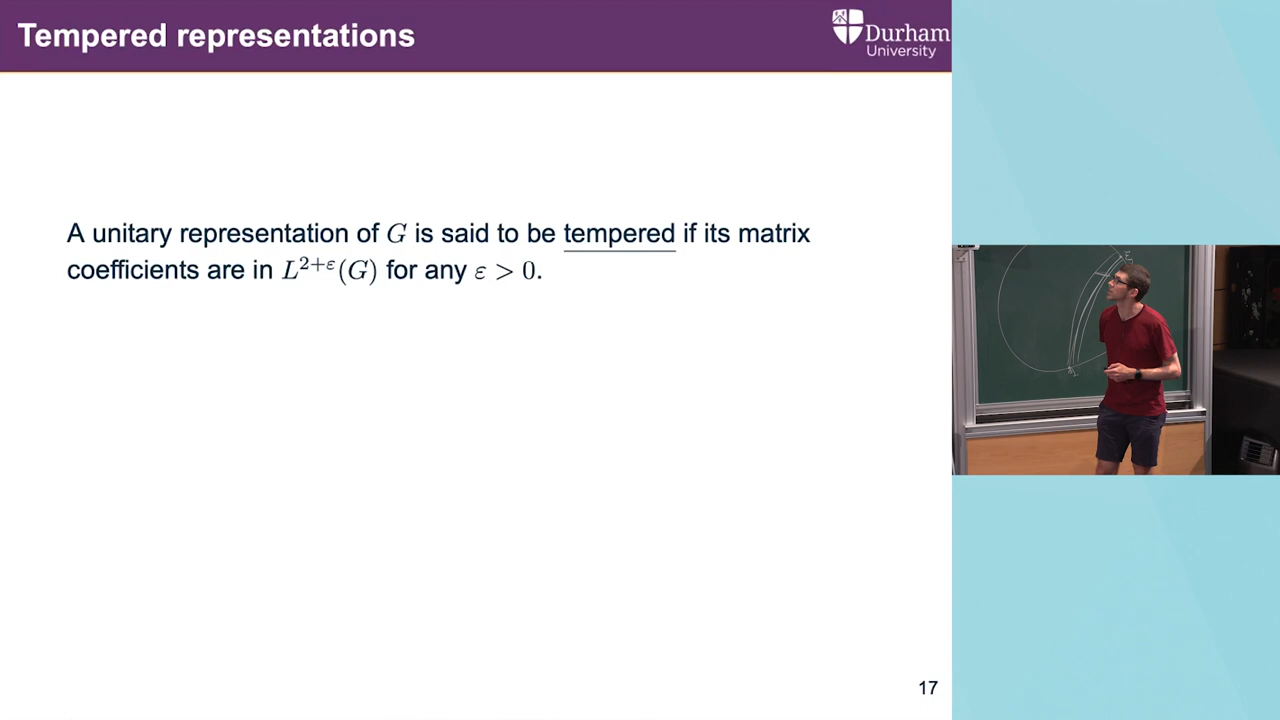 Tempered representations
Durham
University
A unitary representation of G is said to be tempered if its matrix
coefficients are in L^{2+ε}(G) for any ε > 0.
17